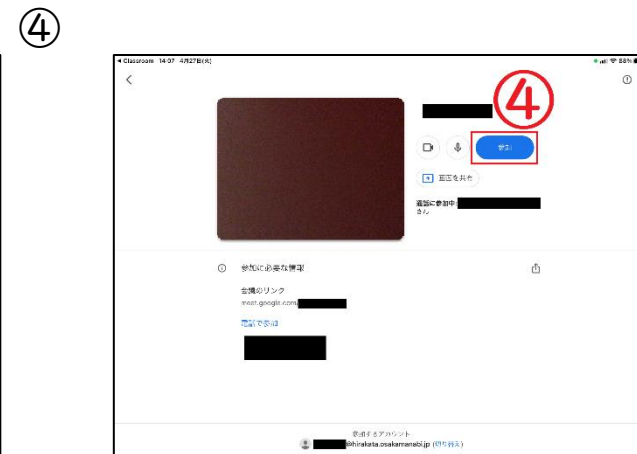 ④
Classroom 14:07 4月27日(火)
88%
④
参加
画面を共有
通話に参加中:
さん
参加に必要な情報
会議のリンク
meet.google.com/
電話で参加
参加するアカウント
@hirakata.osakamanabi.jp (切り替え)